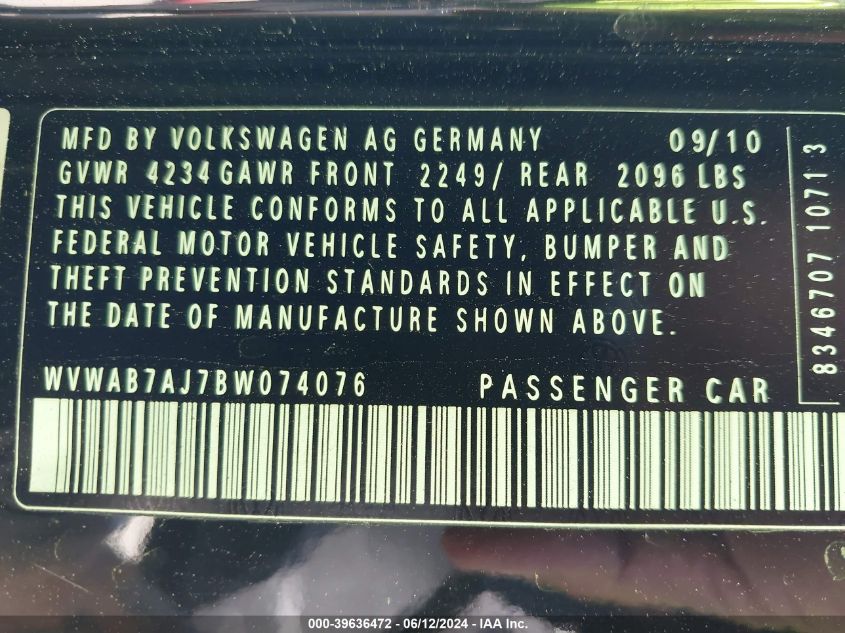 MFD BY VOLKSWAGEN AG GERMANY 09/10
GVWR 4234 GAWR FRONT 2249/ REAR 2096 LBS
THIS VEHICLE CONFORMS TO ALL APPLICABLE U.S.
FEDERAL MOTOR VEHICLE SAFETY, BUMPER AND
THEFT PREVENTION STANDARDS IN EFFECT ON
THE DATE OF MANUFACTURE SHOWN ABOVE.
WVWAB7AJ7BW074076 PASSENGER CAR
8346707 1071 3
000-39636472 - 06/12/2024 - IAA Inc.